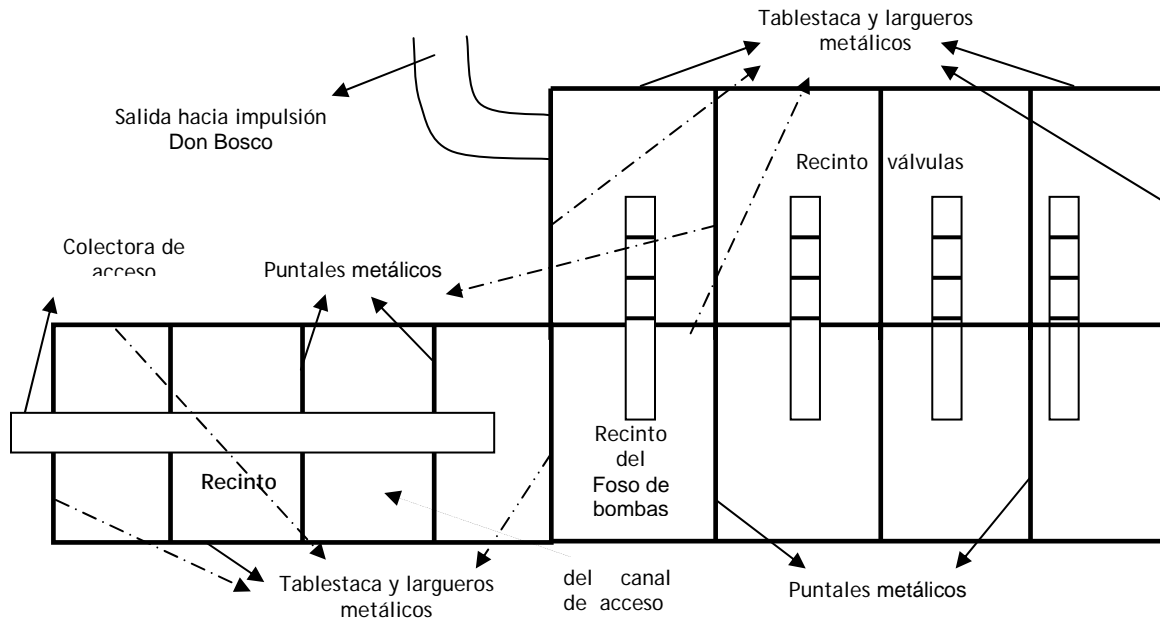 Tablestaca y largueros
metálicos
Salida hacia impulsión
Don Bosco
Recinto válvulas
Colectora de
acceso
Puntales metálicos
Recinto
del
Foso de
bombas
Recinto
Tablestaca y largueros
metálicos
del canal
de acceso
Puntales metálicos